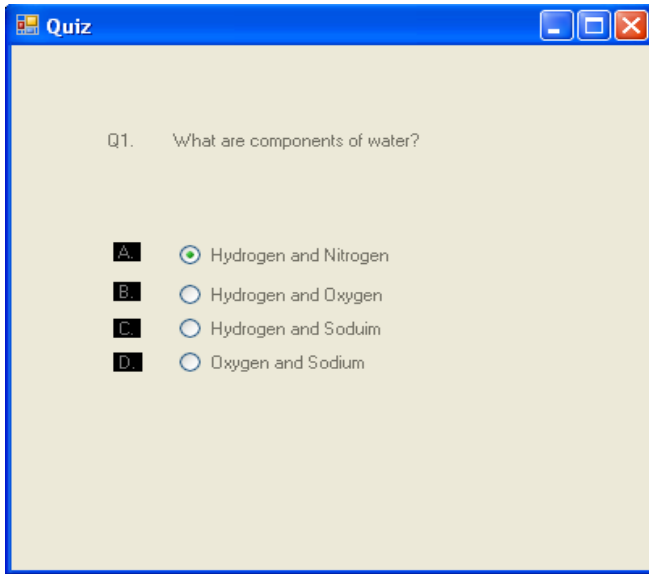 Quiz
Q1. What are components of water?
A. Hydrogen and Nitrogen
B. Hydrogen and Oxygen
C. Hydrogen and Soduim
D. Oxygen and Sodium